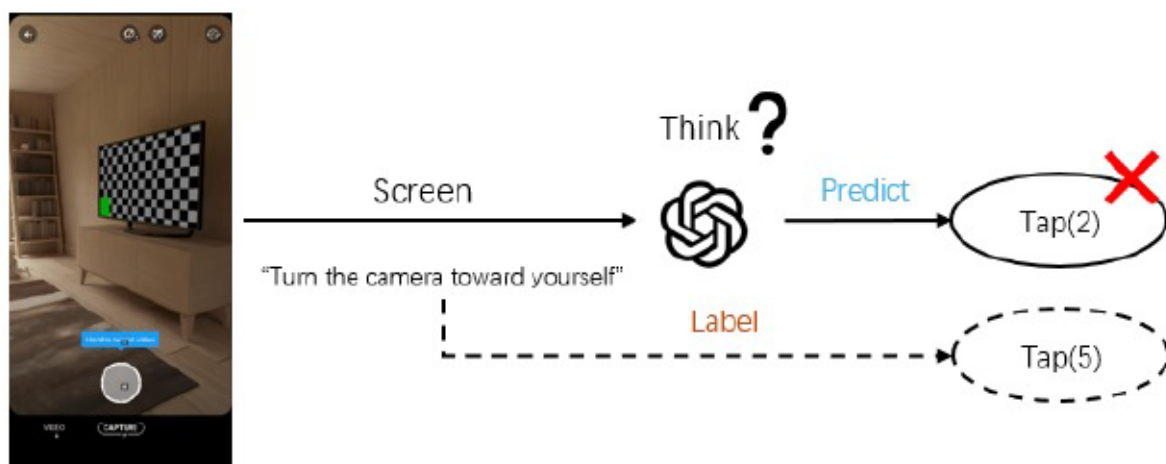 Think ?
Screen
Predict
Tap(2)
“Turn the camera toward yourself”
Label
Tap(5)
VIDEO
CAPTURE